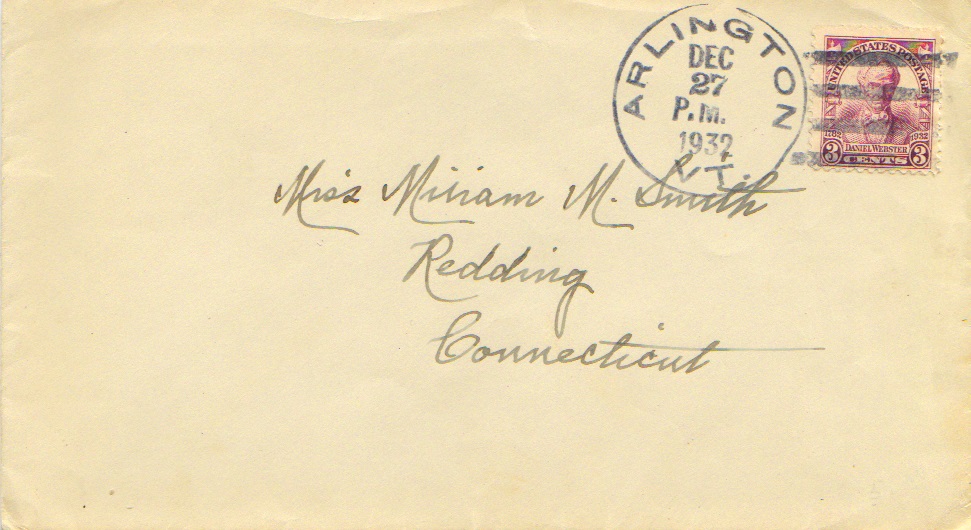 ARLINGTON
DEC
27
P.M.
1932
VT.
UNITED STATES POSTAGE
1782 1932
DANIEL WEBSTER
3 CENTS 3
Miss Miriam M. Smith
Redding
Connecticut